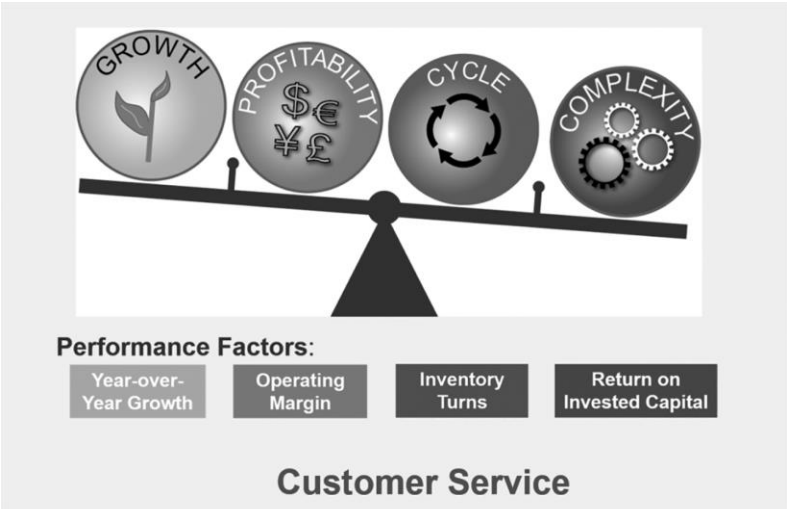 GROWTH
PROFITABILITY
CYCLE
COMPLEXITY
$€
¥£
Performance Factors:
Year-over-
Year Growth
Operating
Margin
Inventory
Turns
Return on
Invested Capital
Customer Service